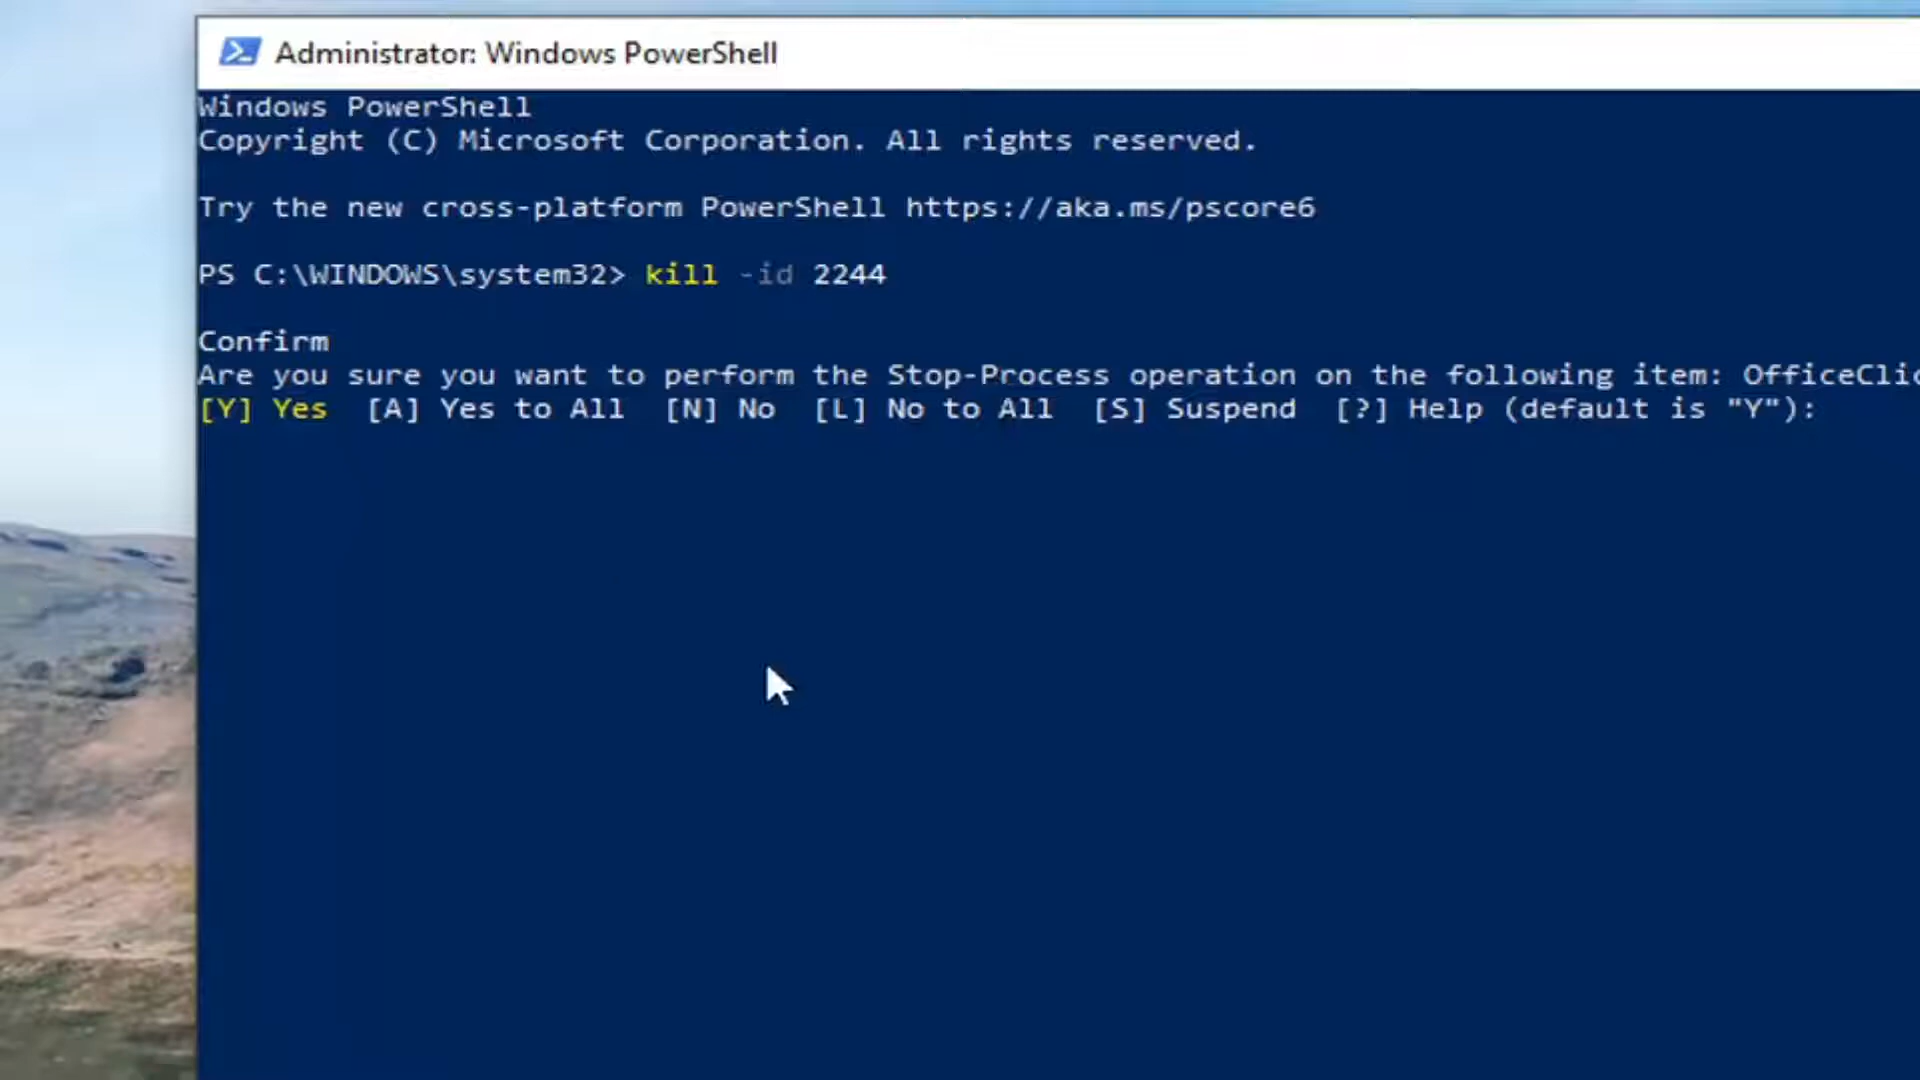 Administrator: Windows PowerShell
Windows PowerShell
Copyright (C) Microsoft Corporation. All rights reserved.
Try the new cross-platform PowerShell https://aka.ms/pscore6
PS C:\WINDOWS\system32> kill -id 2244
Confirm
Are you sure you want to perform the Stop-Process operation on the following item: OfficeClic
[Y] Yes  [A] Yes to All  [N] No  [L] No to All  [S] Suspend  [?] Help (default is "Y"):